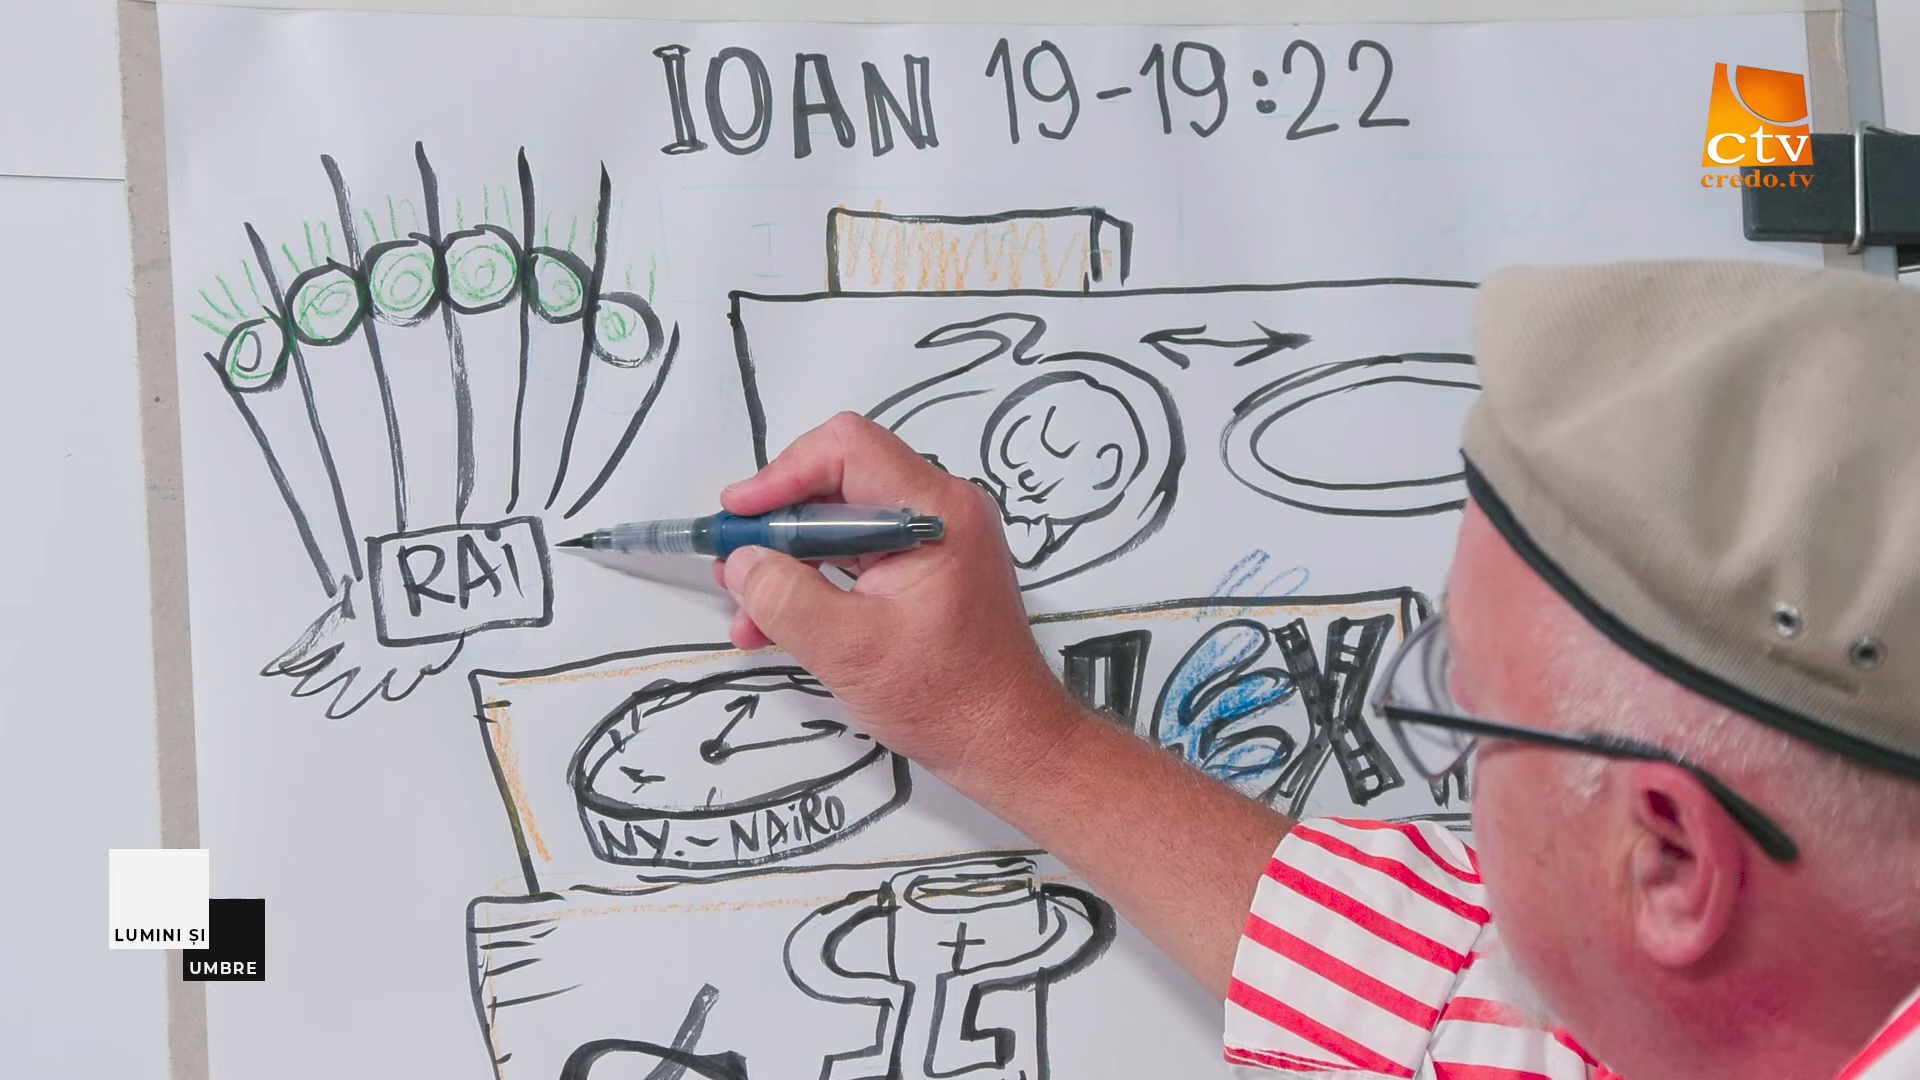 IOAN 19-19:22
ctv
credo.tv
RAi
NY.-NAiRO
LUMINI ȘI
UMBRE